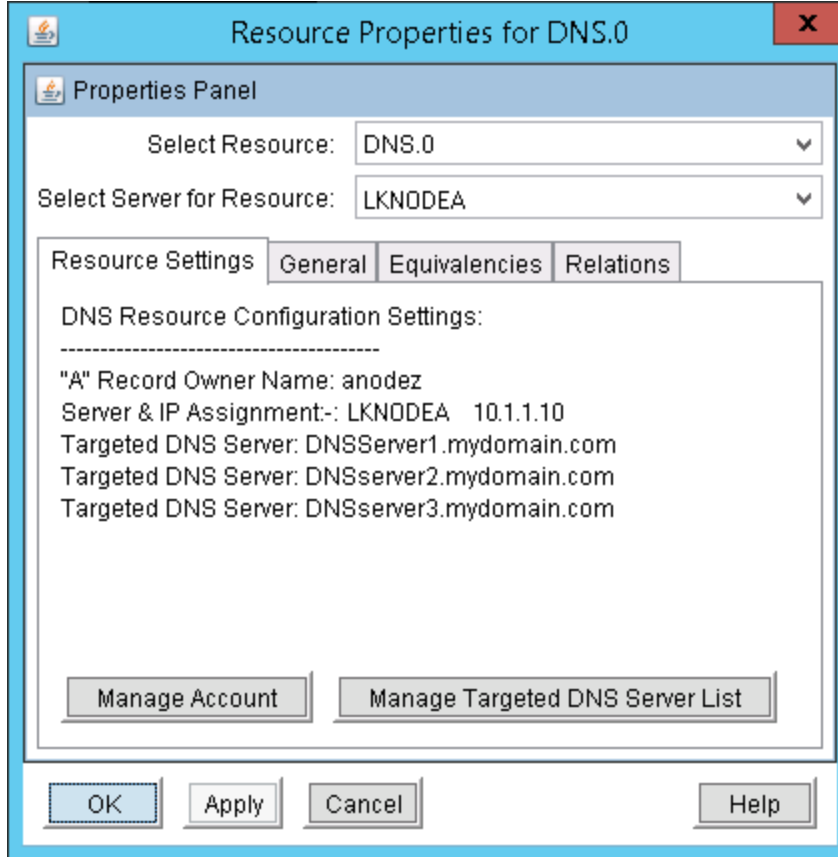 Resource Properties for DNS.0
x
Properties Panel
Select Resource: DNS.0
Select Server for Resource: LKNODEA
Resource Settings General Equivalencies Relations
DNS Resource Configuration Settings:
----------------------------------------
"A" Record Owner Name: anodez
Server & IP Assignment:-: LKNODEA 10.1.1.10
Targeted DNS Server: DNSServer1.mydomain.com
Targeted DNS Server: DNSserver2.mydomain.com
Targeted DNS Server: DNSserver3.mydomain.com
Manage Account Manage Targeted DNS Server List
OK Apply Cancel Help